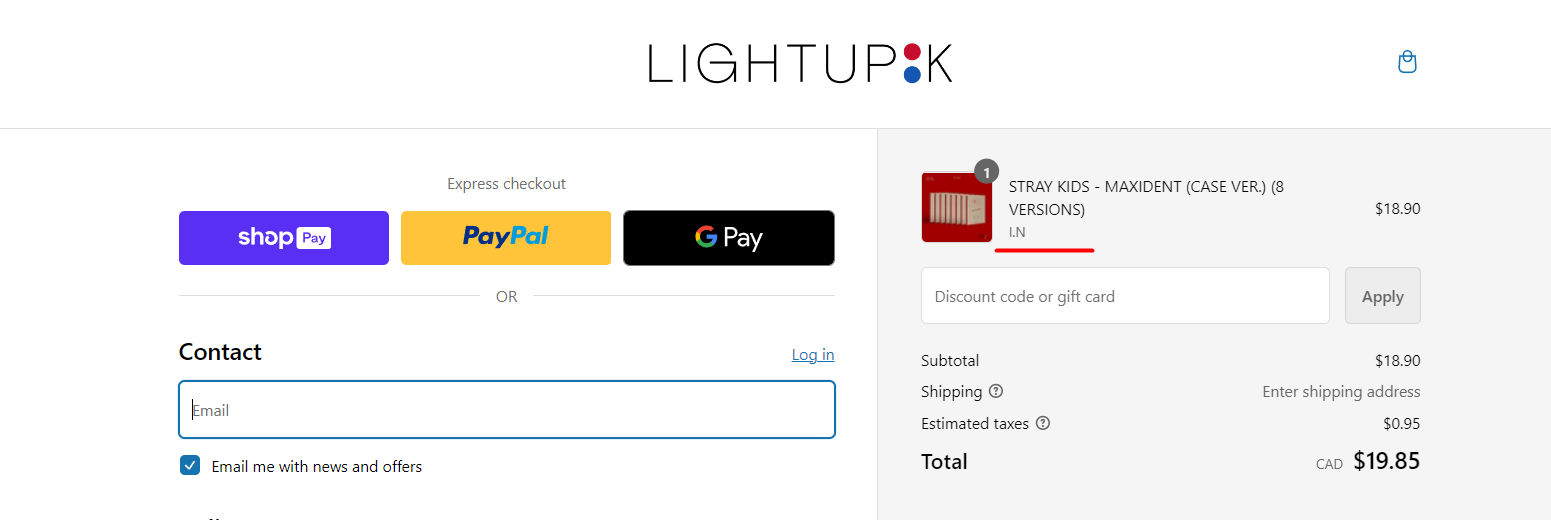 LIGHTUPK
Express checkout
shop Pay
PayPal
G Pay
OR
Contact
Log in
Email
Email me with news and offers
1
STRAY KIDS - MAXIDENT (CASE VER.) (8
VERSIONS)
I.N
$18.90
Discount code or gift card
Apply
Subtotal
$18.90
Shipping
Enter shipping address
Estimated taxes
$0.95
Total
CAD $19.85